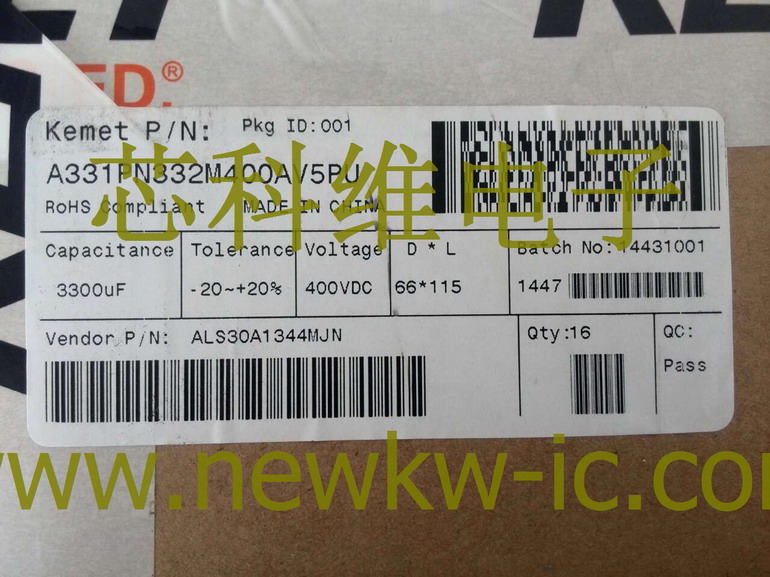 ED.®
Kemet P/N: Pkg ID:001
A331PN332M400AV5PU
RoHS Compliant MADE IN CHINA
芯科维电子
Capacitance Tolerance Voltage D * L Batch No:14431001
3300uF -20~+20% 400VDC 66*115 1447
Vendor P/N: ALS30A1344MJN Qty:16 QC:
Pass
www.newkw-ic.com